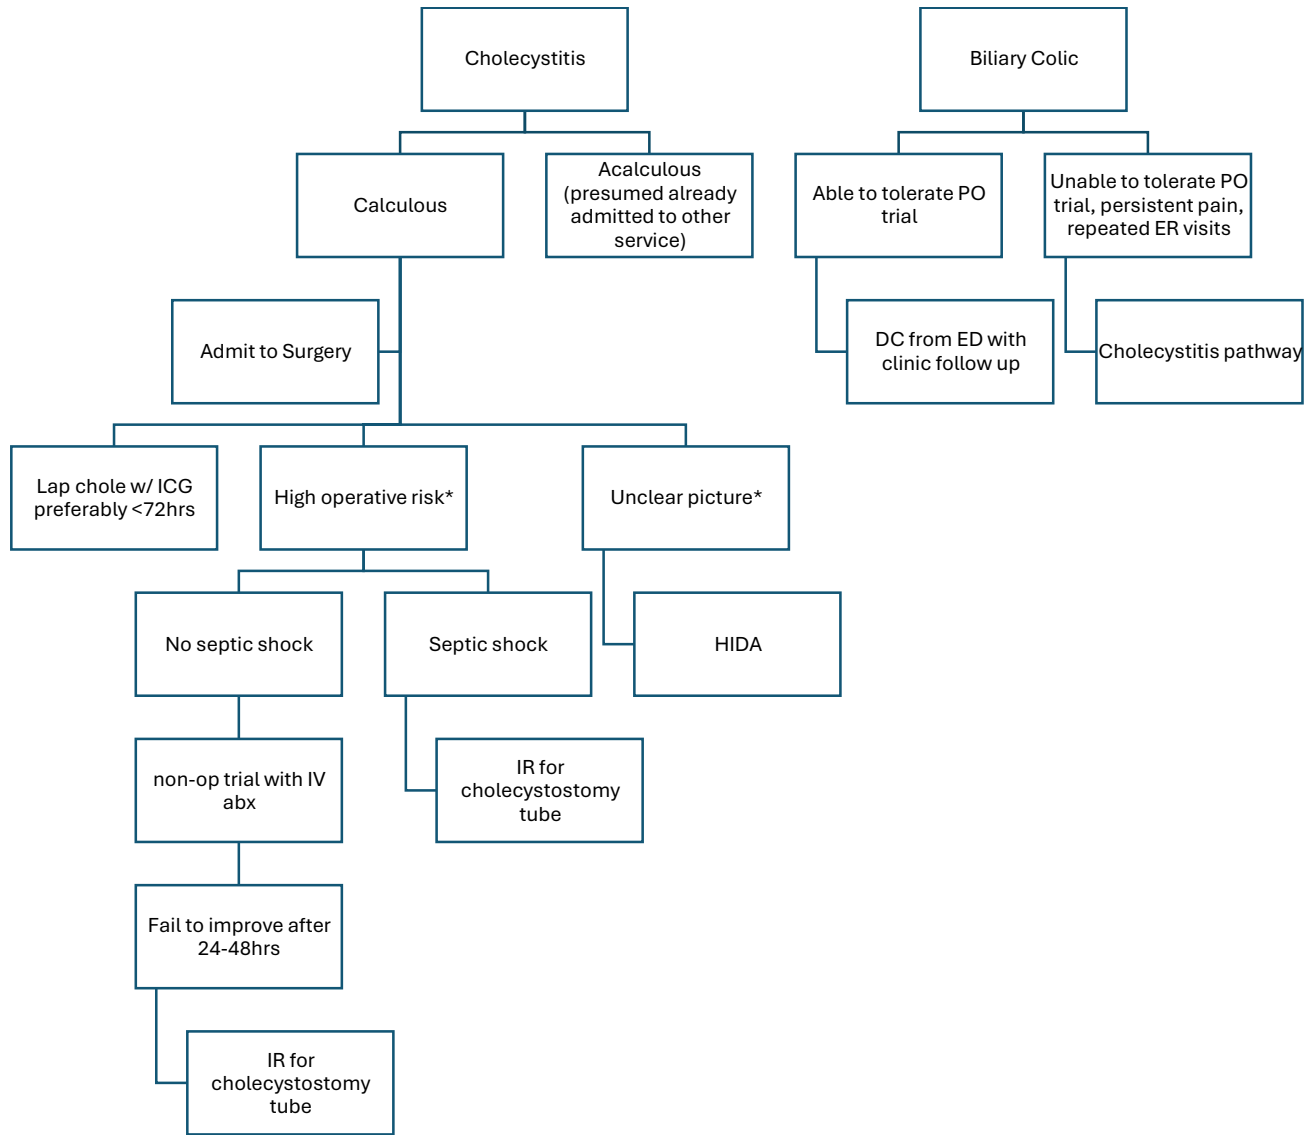 Cholecystitis
Biliary Colic
Calculous
Acalculous
(presumed already
admitted to other
service)
Able to tolerate PO
trial
Unable to tolerate PO
trial, persistent pain,
repeated ER visits
Admit to Surgery
DC from ED with
clinic follow up
Cholecystitis pathway
Lap chole w/ ICG
preferably <72hrs
High operative risk*
Unclear picture*
No septic shock
Septic shock
HIDA
non-op trial with IV
abx
IR for
cholecystostomy
tube
Fail to improve after
24-48hrs
IR for
cholecystostomy
tube